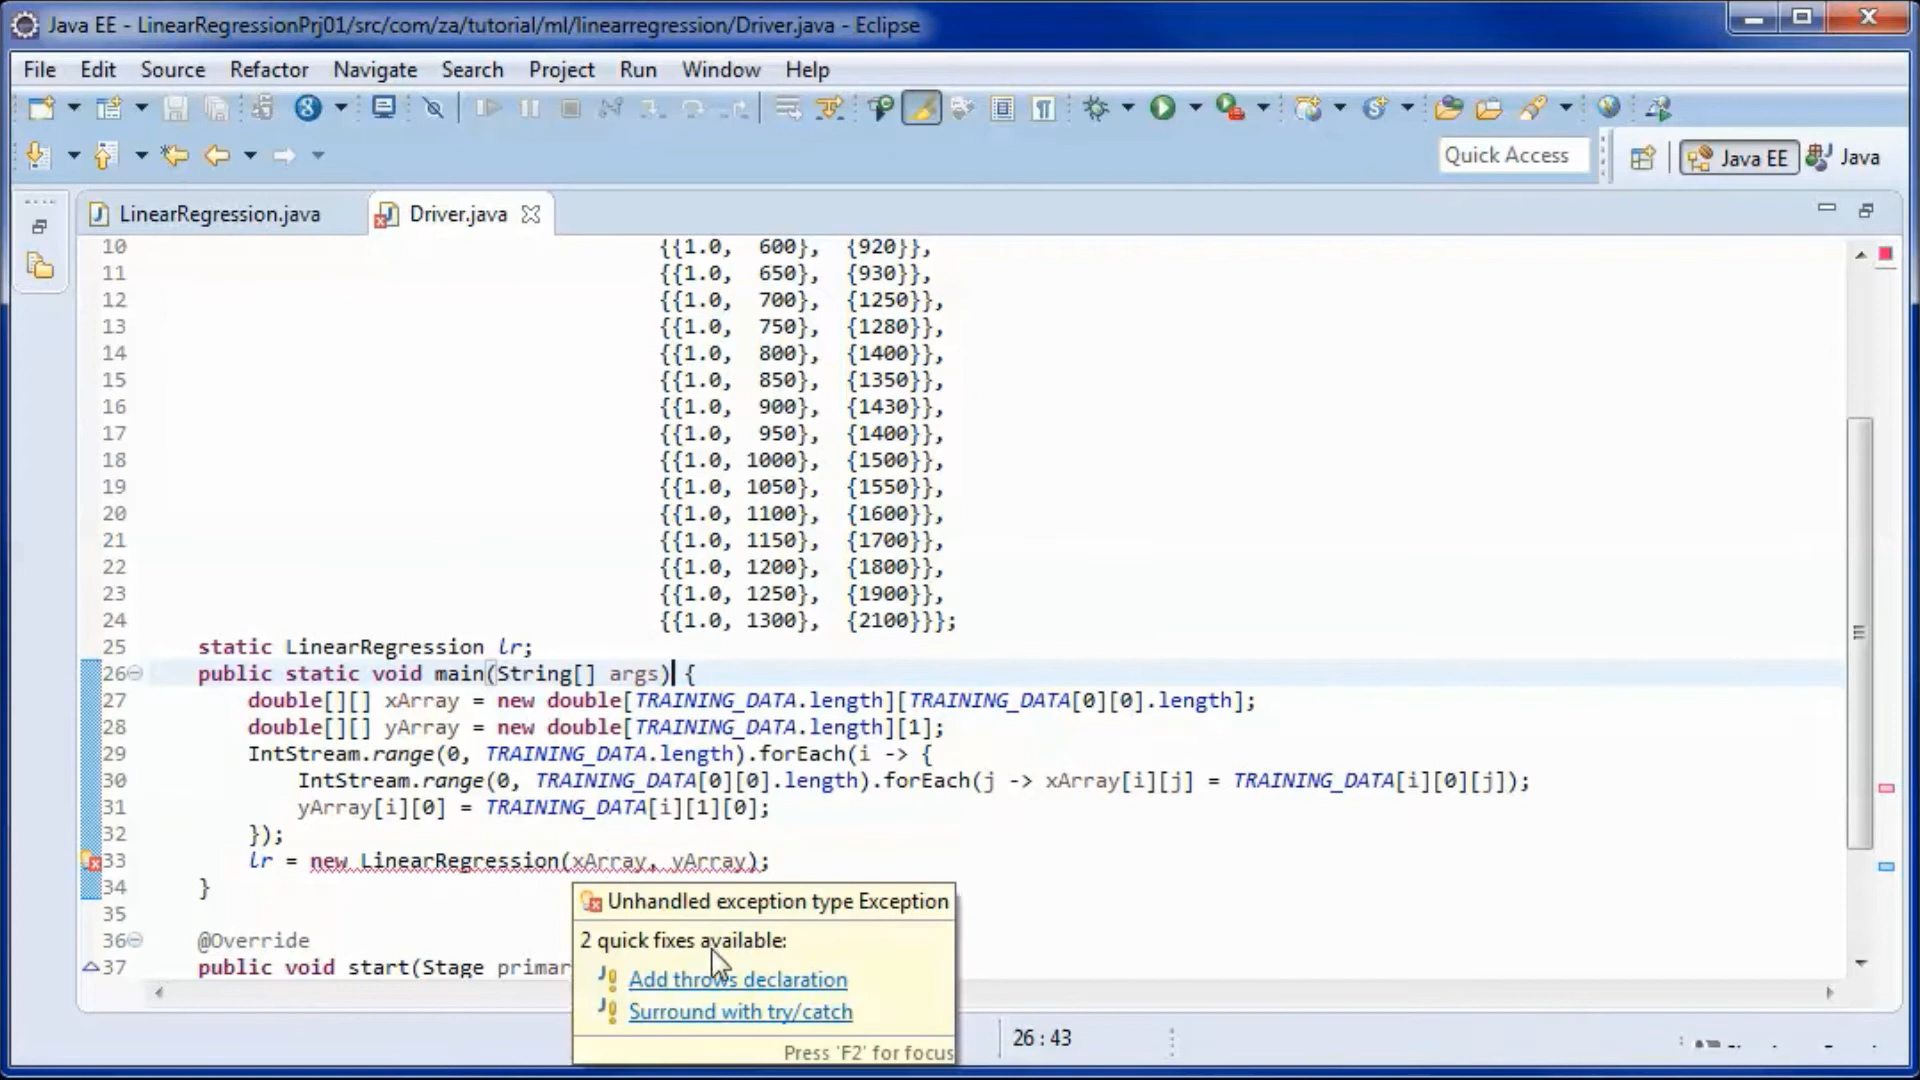 Java EE - LinearRegressionPrj01/src/com/za/tutorial/ml/linearregression/Driver.java - Eclipse
File Edit Source Refactor Navigate Search Project Run Window Help
Quick Access
Java EE
Java
LinearRegression.java
Driver.java
10 {{1.0, 600}, {920}},
11 {{1.0, 650}, {930}},
12 {{1.0, 700}, {1250}},
13 {{1.0, 750}, {1280}},
14 {{1.0, 800}, {1400}},
15 {{1.0, 850}, {1350}},
16 {{1.0, 900}, {1430}},
17 {{1.0, 950}, {1400}},
18 {{1.0, 1000}, {1500}},
19 {{1.0, 1050}, {1550}},
20 {{1.0, 1100}, {1600}},
21 {{1.0, 1150}, {1700}},
22 {{1.0, 1200}, {1800}},
23 {{1.0, 1250}, {1900}},
24 {{1.0, 1300}, {2100}}};
25 static LinearRegression lr;
26 public static void main(String[] args) {
27 double[][] xArray = new double[TRAINING_DATA.length][TRAINING_DATA[0][0].length];
28 double[][] yArray = new double[TRAINING_DATA.length][1];
29 IntStream.range(0, TRAINING_DATA.length).forEach(i -> {
30 IntStream.range(0, TRAINING_DATA[0][0].length).forEach(j -> xArray[i][j] = TRAINING_DATA[i][0][j]);
31 yArray[i][0] = TRAINING_DATA[i][1][0];
32 });
33 lr = new LinearRegression(xArray, yArray);
34 }
35
36 @Override
37 public void start(Stage primar
Unhandled exception type Exception
2 quick fixes available:
Add throws declaration
Surround with try/catch
Press 'F2' for focus
26 : 43